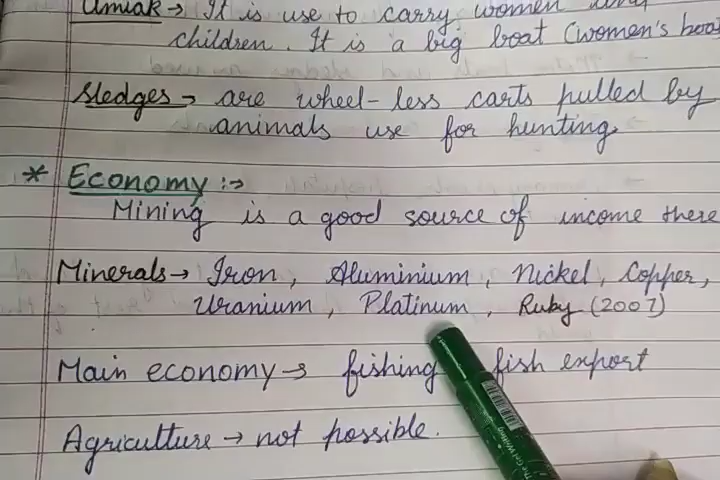 Umiak → It is use to carry women and
children. It is a big boat (women's boat
sledges → are wheel-less carts pulled by
animals use for hunting.
* Economy :→
Mining is a good source of income there
Minerals → Iron, Aluminium, Nickel, Copper,
Uranium, Platinum, Ruby (2007)
Main economy → fishing fish export
Agriculture → not possible.